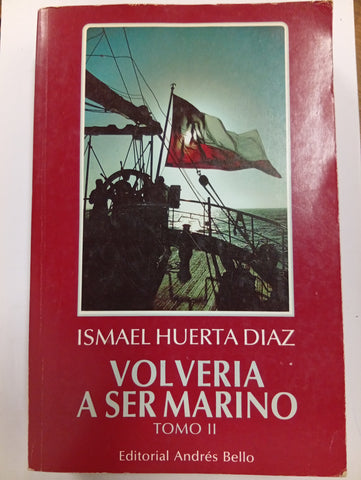 ISMAEL HUERTA DIAZ
VOLVERIA
A SER MARINO
TOMO II
Editorial Andrés Bello